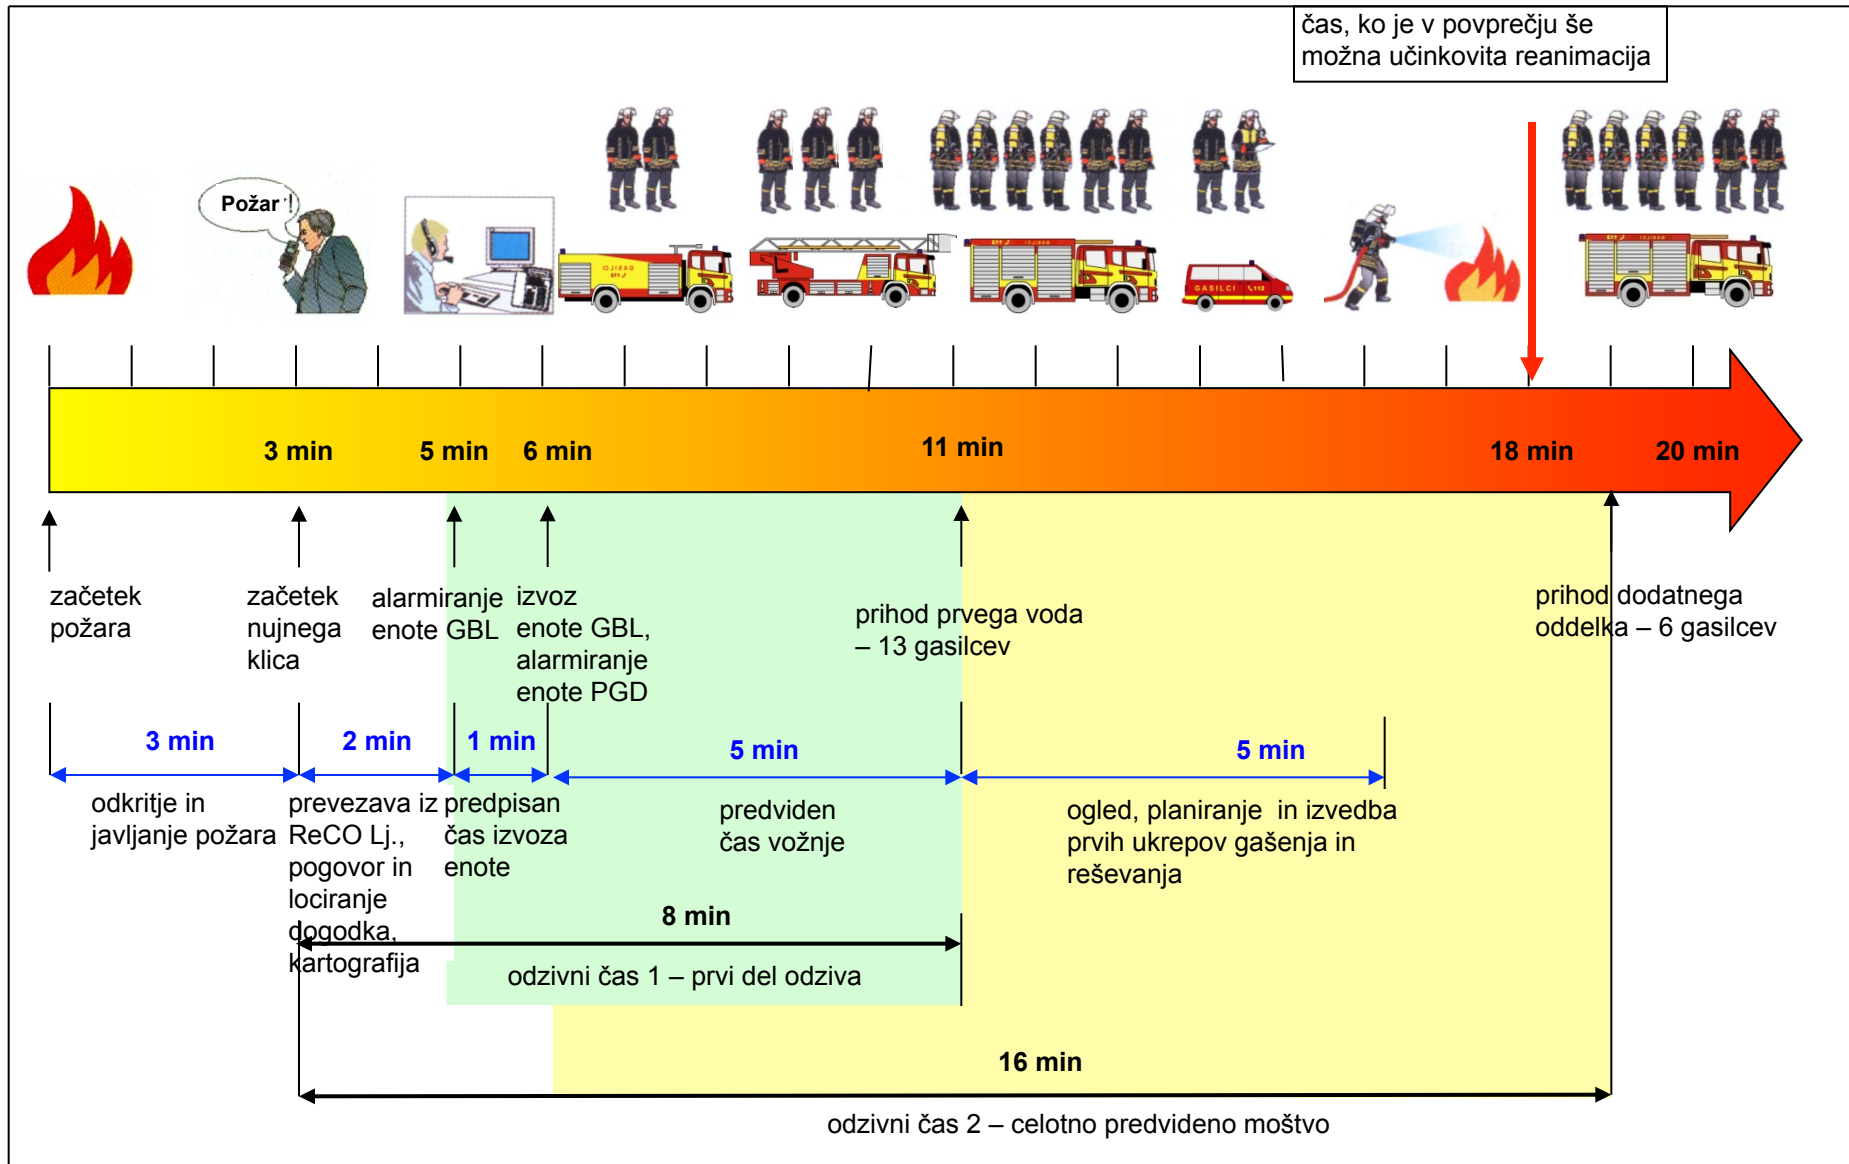 čas, ko je v povprečju še
možna učinkovita reanimacija
Požar !
GASILCI
112
3 min
5 min
6 min
11 min
18 min
20 min
začetek
požara
začetek
nujnega
klica
alarmiranje
enote GBL
izvoz
enote GBL,
alarmiranje
enote PGD
prihod prvega voda
– 13 gasilcev
prihod dodatnega
oddelka – 6 gasilcev
3 min
2 min
1 min
5 min
5 min
odkritje in
javljanje požara
prevezava iz
ReCO Lj.,
pogovor in
lociranje
dogodka,
kartografija
predpisan
čas izvoza
enote
predviden
čas vožnje
ogled, planiranje  in izvedba
prvih ukrepov gašenja in
reševanja
8 min
odzivni čas 1 – prvi del odziva
16 min
odzivni čas 2 – celotno predvideno moštvo